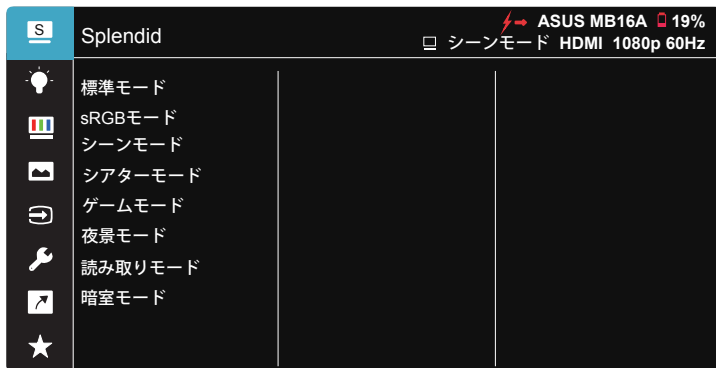 S
Splendid
ASUS MB16A 19%
シーンモード HDMI 1080p 60Hz
標準モード
sRGBモード
シーンモード
シアターモード
ゲームモード
夜景モード
読み取りモード
暗室モード